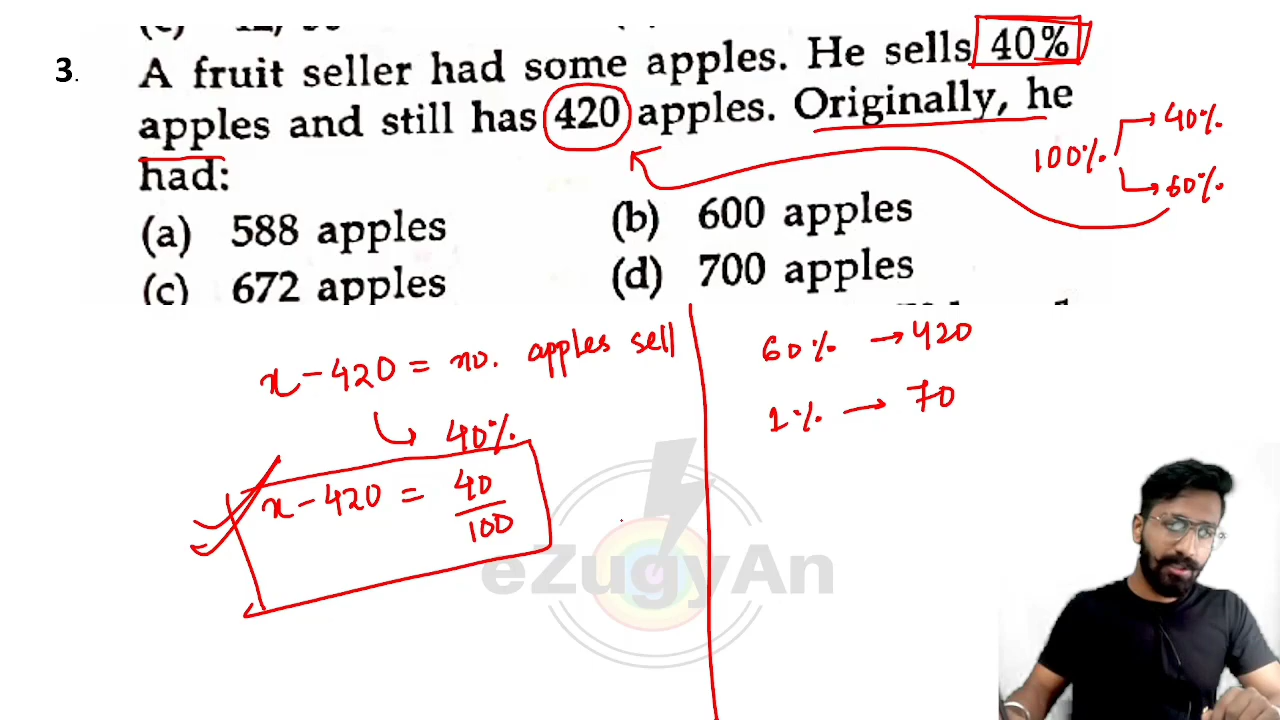 3.
A fruit seller had some apples. He sells 40%
apples and still has 420 apples. Originally, he
had:
(a) 588 apples
(b) 600 apples
(c) 672 apples
(d) 700 apples
100% → 40%
→ 60%
x - 420 = no. apples sell
→ 40%
x - 420 = 40/100
60% → 420
1% → 70
eZugyAn